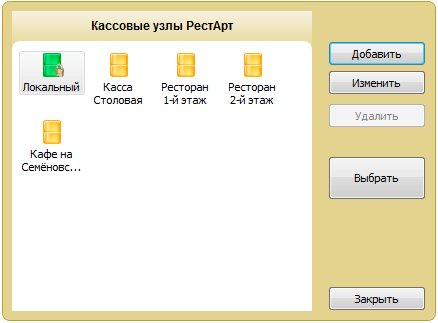 Кассовые узлы РестАрт
Локальный
Касса
Столовая
Ресторан
1-й этаж
Ресторан
2-й этаж
Кафе на
Семёновс...
Добавить
Изменить
Удалить
Выбрать
Закрыть